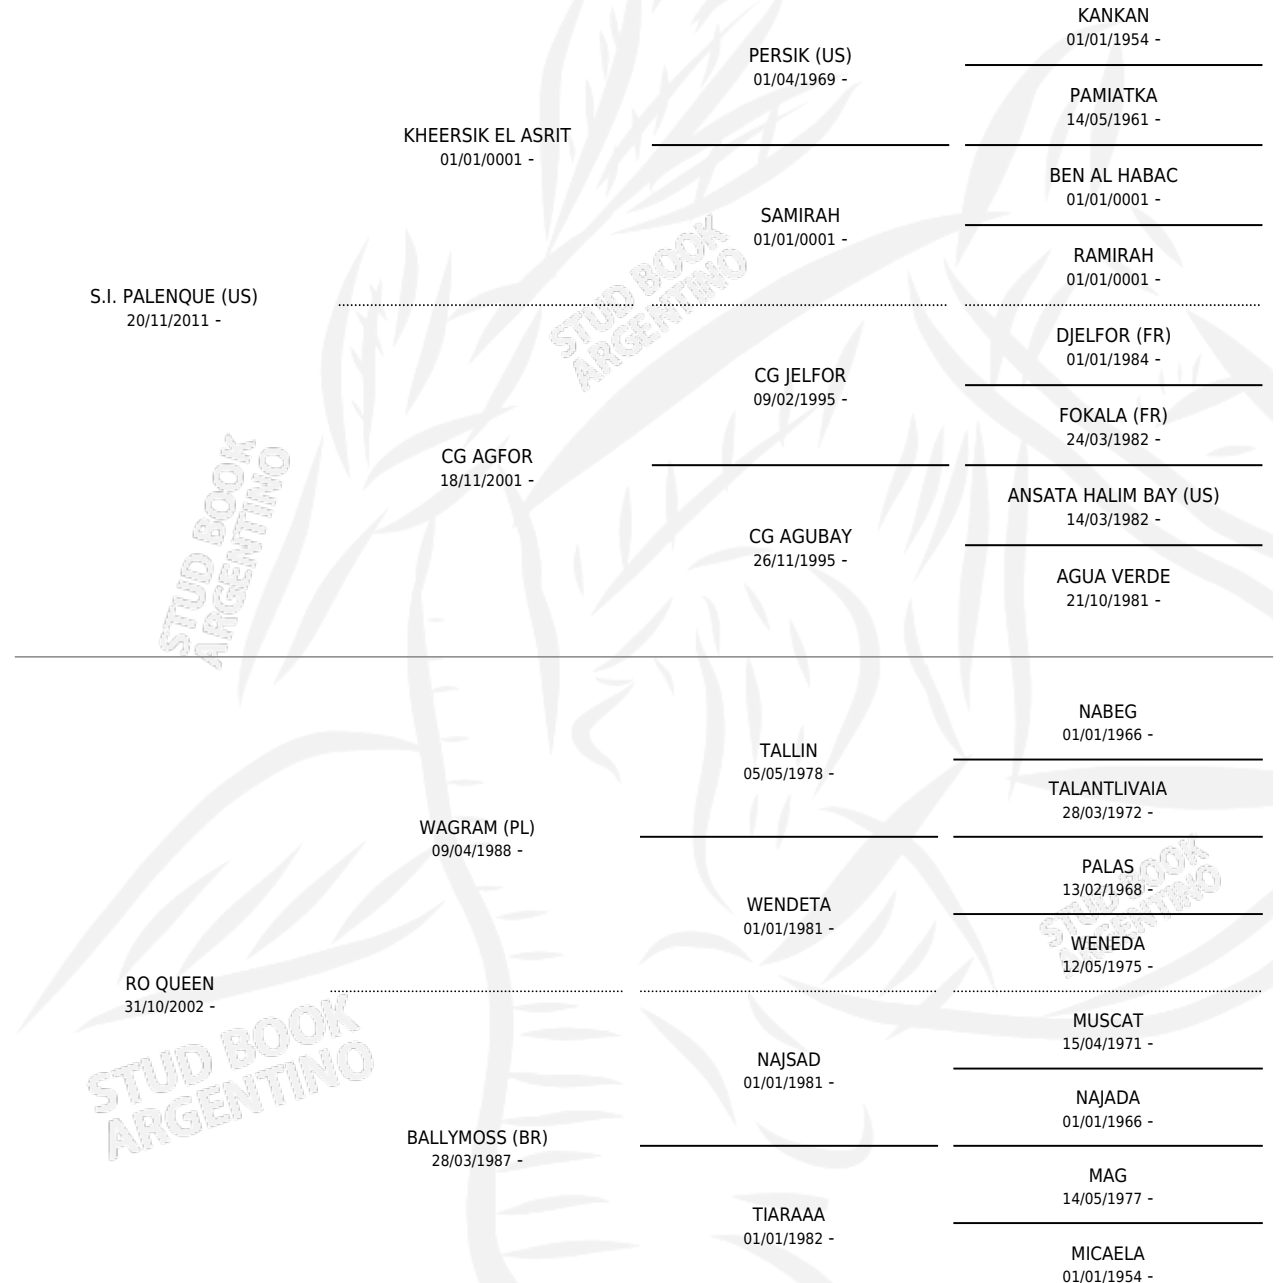 KANKAN
01/01/1954 -
PERSIK (US)
01/04/1969 -
PAMIATKA
14/05/1961 -
KHEERSIK EL ASRIT
01/01/0001 -
BEN AL HABAC
01/01/0001 -
SAMIRAH
01/01/0001 -
RAMIRAH
01/01/0001 -
S.I. PALENQUE (US)
20/11/2011 -
DJELFOR (FR)
01/01/1984 -
CG JELFOR
09/02/1995 -
FOKALA (FR)
24/03/1982 -
CG AGFOR
18/11/2001 -
ANSATA HALIM BAY (US)
14/03/1982 -
CG AGUBAY
26/11/1995 -
AGUA VERDE
21/10/1981 -
STUD BOOK
ARGENTINO
STUD BOOK
ARGENTINO
NABEG
01/01/1966 -
TALLIN
05/05/1978 -
TALANTLIVAIA
28/03/1972 -
WAGRAM (PL)
09/04/1988 -
PALAS
13/02/1968 -
WENDETA
01/01/1981 -
WENEDA
12/05/1975 -
STUD BOOK
ARGENTINO
RO QUEEN
31/10/2002 -
MUSCAT
15/04/1971 -
NAJSAD
01/01/1981 -
NAJADA
01/01/1966 -
BALLYMOSS (BR)
28/03/1987 -
MAG
14/05/1977 -
TIARAAA
01/01/1982 -
MICAELA
01/01/1954 -
STUD BOOK
ARGENTINO